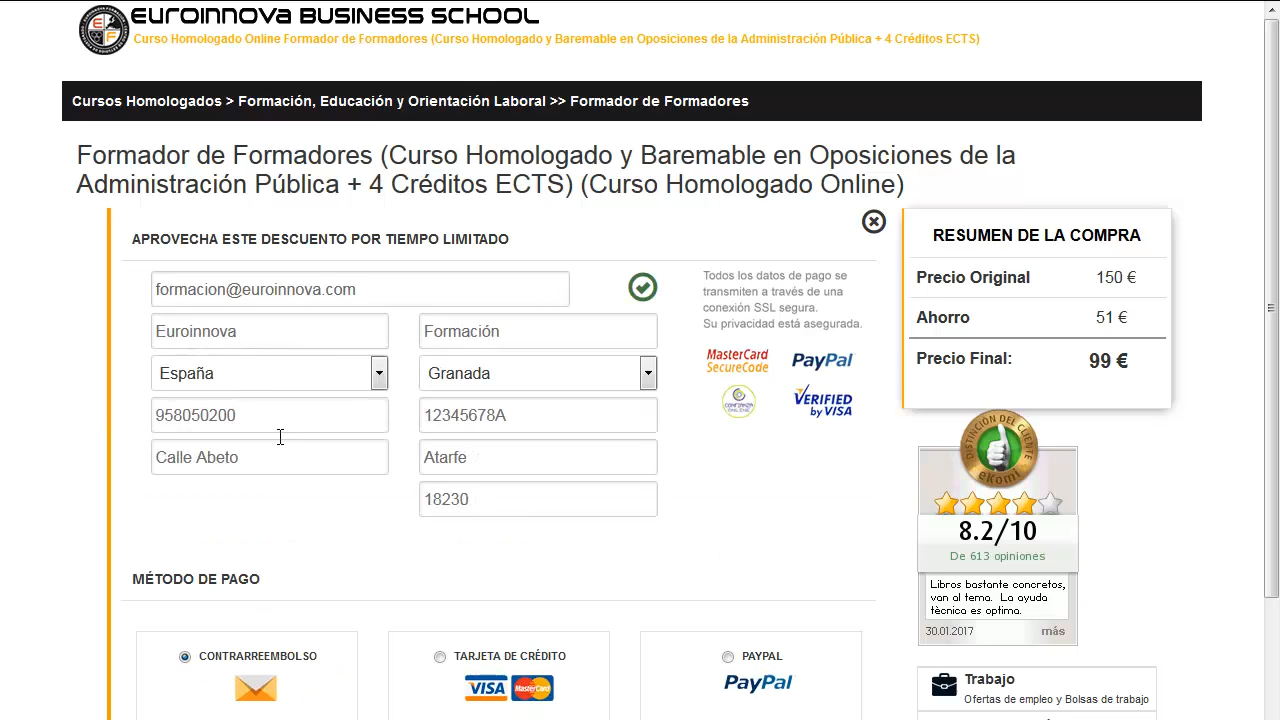 EUROINNOVA BUSINESS SCHOOL
Curso Homologado Online Formador de Formadores (Curso Homologado y Baremable en Oposiciones de la Administración Pública + 4 Créditos ECTS)
Cursos Homologados > Formación, Educación y Orientación Laboral >> Formador de Formadores
Formador de Formadores (Curso Homologado y Baremable en Oposiciones de la
Administración Pública + 4 Créditos ECTS) (Curso Homologado Online)
APROVECHA ESTE DESCUENTO POR TIEMPO LIMITADO
formacion@euroinnova.com
Euroinnova
Formación
España
Granada
958050200
12345678A
Calle Abeto
Atarfe
18230
Todos los datos de pago se
transmiten a través de una
conexión SSL segura.
Su privacidad está asegurada.
MasterCard
SecureCode
PayPal
CONFIANZA
ONLINE
VERIFIED
by VISA
MÉTODO DE PAGO
CONTRARREEMBOLSO
TARJETA DE CRÉDITO
VISA
MasterCard
PAYPAL
PayPal
RESUMEN DE LA COMPRA
Precio Original 150 €
Ahorro 51 €
Precio Final: 99 €
DISTINCIÓN DEL CLIENTE
eKomi
8.2/10
De 613 opiniones
Libros bastante concretos,
van al tema. La ayuda
tècnica es optima.
30.01.2017 más
Trabajo
Ofertas de empleo y Bolsas de trabajo